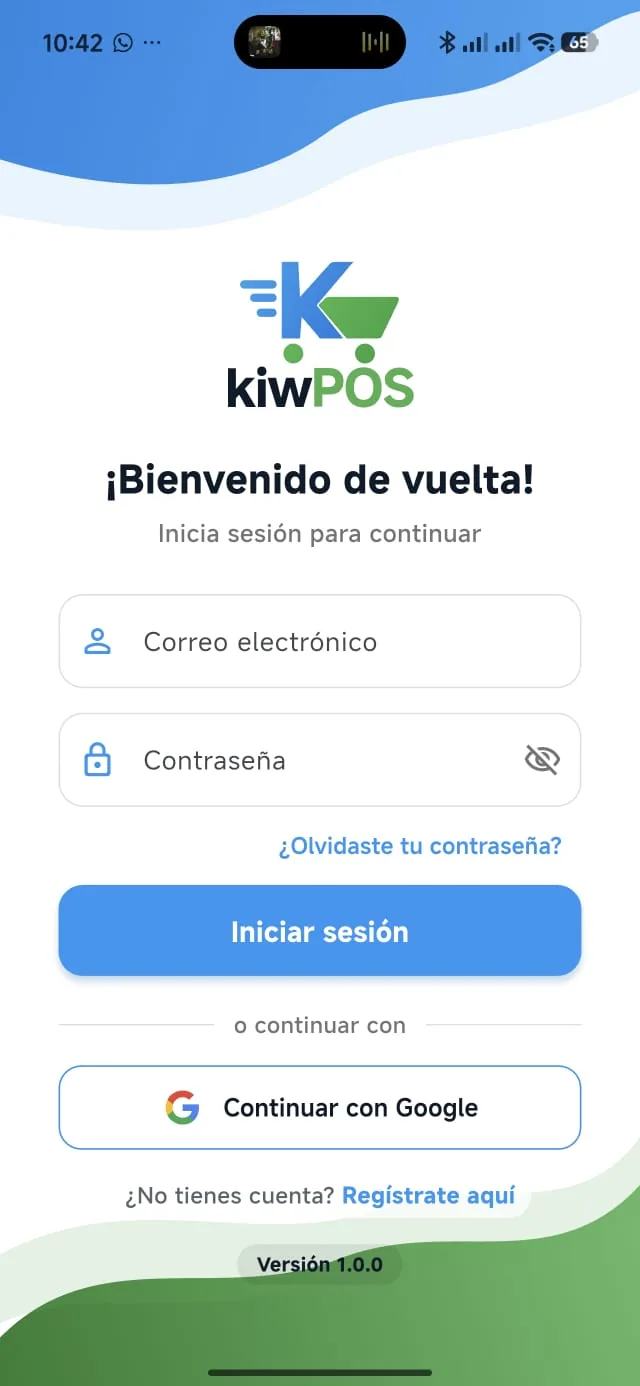 10:42
65
kiwPOS
¡Bienvenido de vuelta!
Inicia sesión para continuar
Correo electrónico
Contraseña
¿Olvidaste tu contraseña?
Iniciar sesión
o continuar con
Continuar con Google
¿No tienes cuenta? Regístrate aquí
Versión 1.0.0